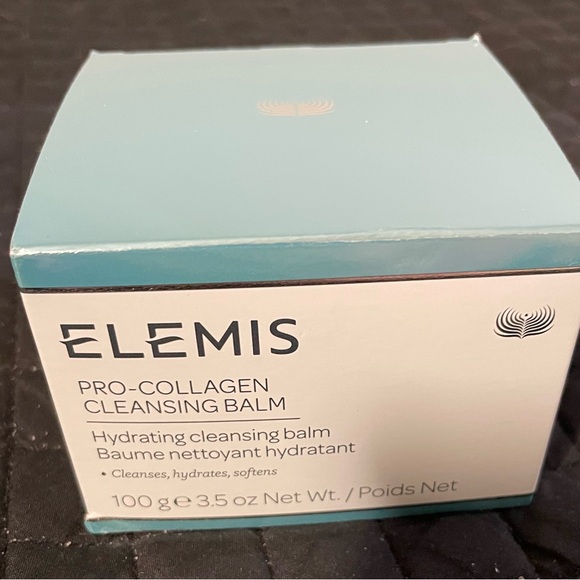 ELEMIS
PRO-COLLAGEN
CLEANSING BALM
Hydrating cleansing balm
Baume nettoyant hydratant
• Cleanses, hydrates, softens
100 g ℮ 3.5 oz Net Wt. / Poids Net